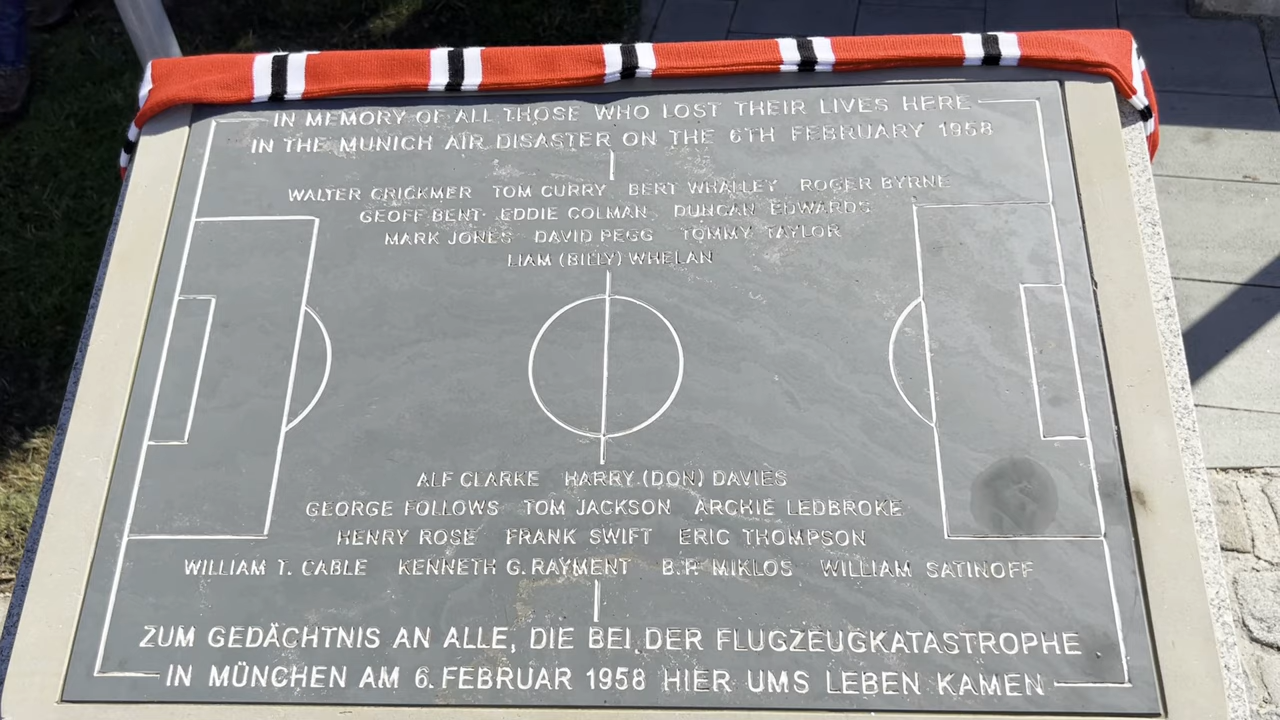 IN MEMORY OF ALL THOSE WHO LOST THEIR LIVES HERE
IN THE MUNICH AIR DISASTER ON THE 6TH FEBRUARY 1958
WALTER CRICKMER TOM CURRY BERT WHALLEY ROGER BYRNE
GEOFF BENT EDDIE COLMAN DUNCAN EDWARDS
MARK JONES DAVID PEGG TOMMY TAYLOR
LIAM (BILLY) WHELAN
ALF CLARKE HARRY (DON) DAVIES
GEORGE FOLLOWS TOM JACKSON ARCHIE LEDBROKE
HENRY ROSE FRANK SWIFT ERIC THOMPSON
WILLIAM T. CABLE KENNETH G. RAYMENT B.P. MIKLOS WILLIAM SATINOFF
ZUM GEDÄCHTNIS AN ALLE, DIE BEI DER FLUGZEUGKATASTROPHE
IN MÜNCHEN AM 6. FEBRUAR 1958 HIER UMS LEBEN KAMEN